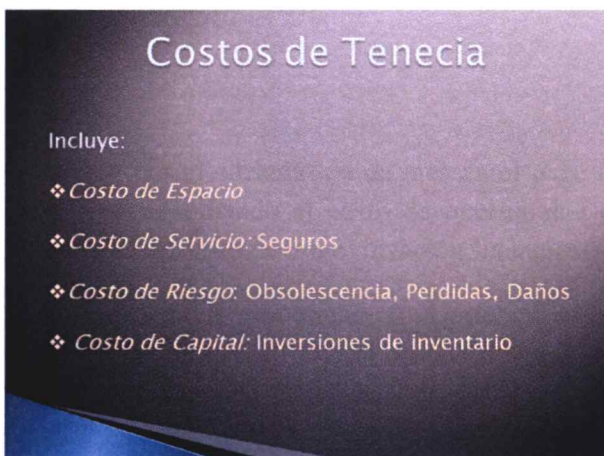 Costos de Tenecia
Incluye:
❖ Costo de Espacio
❖ Costo de Servicio: Seguros
❖ Costo de Riesgo: Obsolescencia, Perdidas, Daños
❖ Costo de Capital: Inversiones de inventario